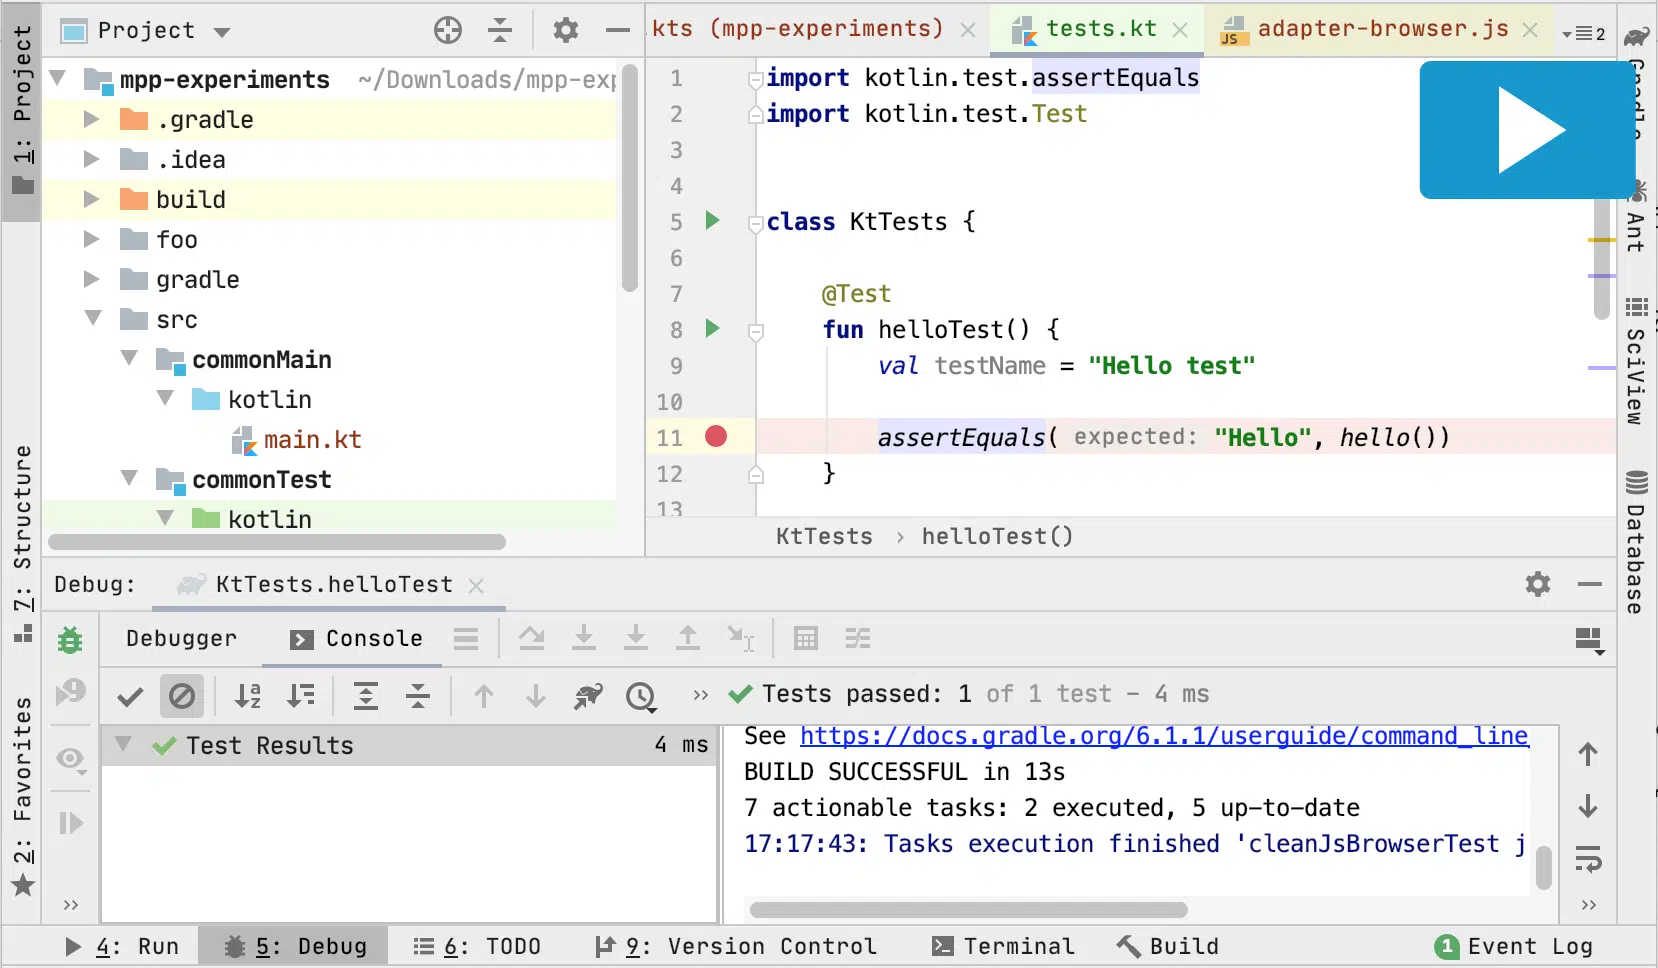 Project
.kts (mpp-experiments)
tests.kt
JS adapter-browser.js
2
1: Project
7: Structure
2: Favorites
mpp-experiments ~/Downloads/mpp-exp
.gradle
.idea
build
foo
gradle
src
commonMain
kotlin
main.kt
commonTest
kotlin
1 import kotlin.test.assertEquals
2 import kotlin.test.Test
3
4
5 class KtTests {
6
7 @Test
8 fun helloTest() {
9 val testName = "Hello test"
10
11 assertEquals( expected: "Hello", hello())
12 }
13
KtTests › helloTest()
Gradle
Ant
SciView
Database
Debug: KtTests.helloTest
Debugger Console
Tests passed: 1 of 1 test – 4 ms
Test Results 4 ms
See https://docs.gradle.org/6.1.1/userguide/command_line_
BUILD SUCCESSFUL in 13s
7 actionable tasks: 2 executed, 5 up-to-date
17:17:43: Tasks execution finished 'cleanJsBrowserTest j
4: Run 5: Debug 6: TODO 9: Version Control Terminal Build 1 Event Log